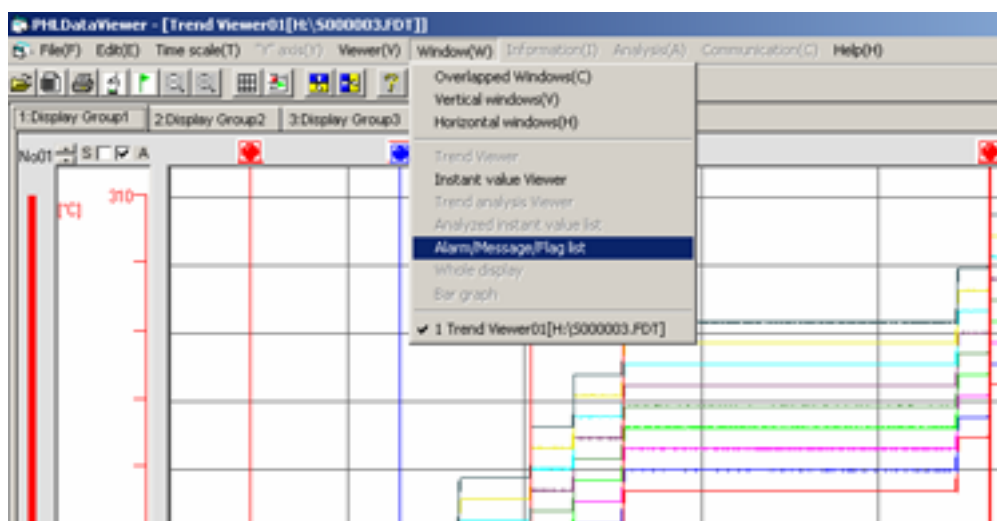 PHLDataViewer - [Trend Viewer01[H:\S000003.FDT]]
File(F) Edit(E) Time scale(T) "Y" axis(Y) Viewer(V) Window(W) Information(I) Analysis(A) Communication(C) Help(H)
Overlapped Windows(C)
Vertical windows(V)
Horizontal windows(H)
Trend Viewer
Instant value Viewer
Trend analysis Viewer
Analyzed instant value list
Alarm/Message/Flag list
Whole display
Bar graph
✔ 1 Trend Viewer01[H:\S000003.FDT]
1:Display Group1 2:Display Group2 3:Display Group3
No01 S A
310
[°C]